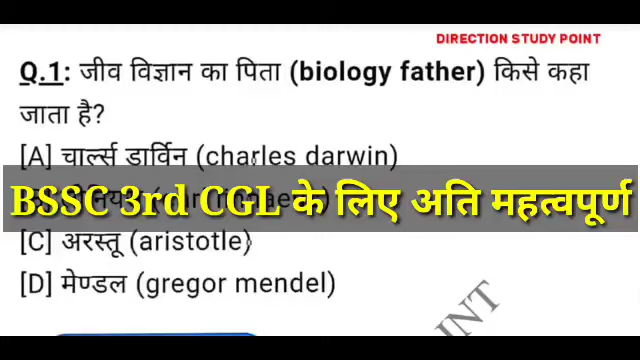 DIRECTION STUDY POINT
Q.1: जीव विज्ञान का पिता (biology father) किसे कहा
जाता है?
[A] चार्ल्स डार्विन (charles darwin)
BSSC 3rd CGL के लिए अति महत्वपूर्ण
[C] अरस्तू (aristotle)
[D] मेण्डल (gregor mendel)